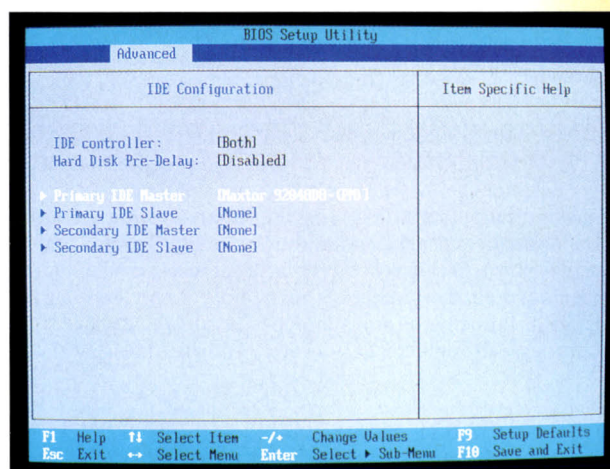 BIOS Setup Utility
Advanced
IDE Configuration
Item Specific Help
IDE controller: [Both]
Hard Disk Pre-Delay: [Disabled]
Primary IDE Master [Maxtor
Primary IDE Slave [None]
Secondary IDE Master [None]
Secondary IDE Slave [None]
F1 Help ↑↓ Select Item -/+ Change Values F9 Setup Defaults
Esc Exit ↔ Select Menu Enter Select ▶ Sub-Menu F10 Save and Exit